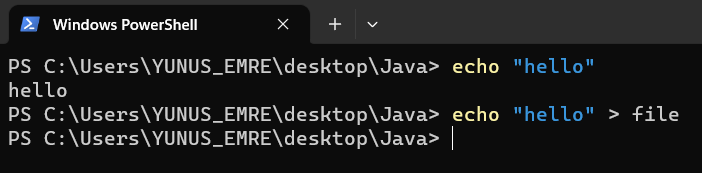 Windows PowerShell
PS C:\Users\YUNUS_EMRE\desktop\Java> echo "hello"
hello
PS C:\Users\YUNUS_EMRE\desktop\Java> echo "hello" > file
PS C:\Users\YUNUS_EMRE\desktop\Java>